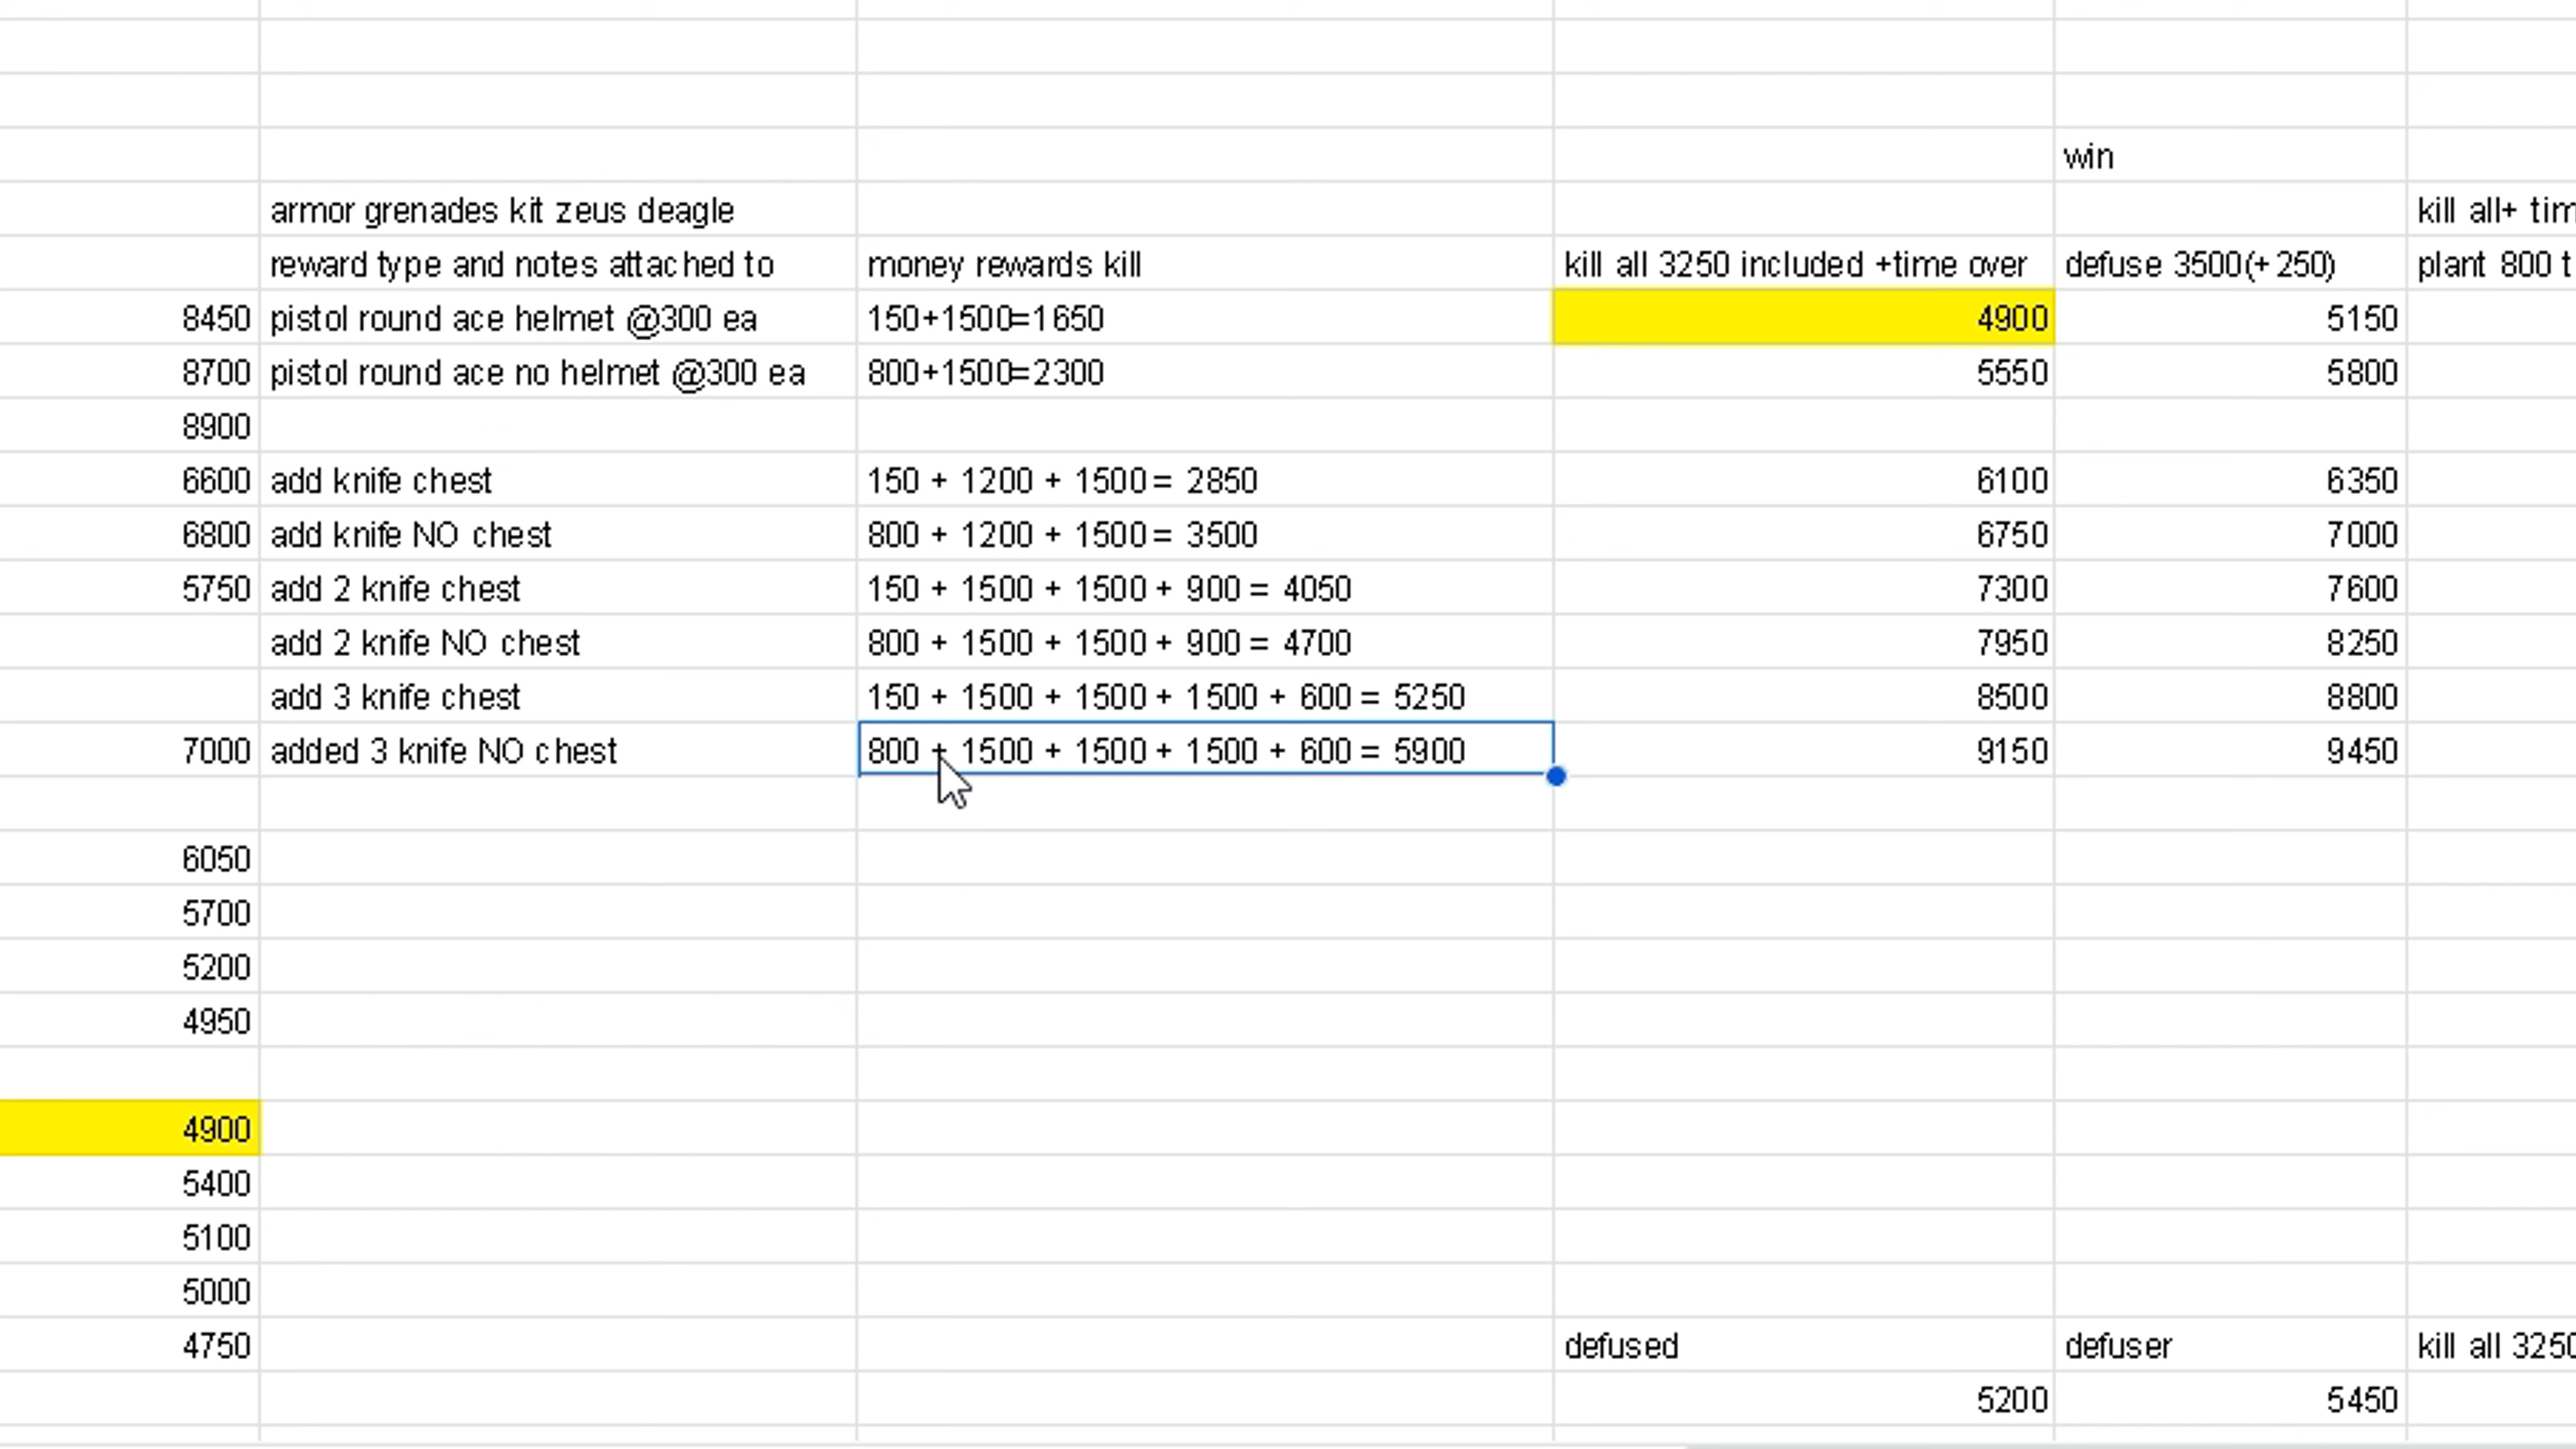 win
armor grenades kit zeus deagle kill all+ tim
reward type and notes attached to money rewards kill kill all 3250 included +time over defuse 3500(+250) plant 800 t
8450 pistol round ace helmet @300 ea 150+1500=1650 4900 5150
8700 pistol round ace no helmet @300 ea 800+1500=2300 5550 5800
8900
6600 add knife chest 150 + 1200 + 1500 = 2850 6100 6350
6800 add knife NO chest 800 + 1200 + 1500 = 3500 6750 7000
5750 add 2 knife chest 150 + 1500 + 1500 + 900 = 4050 7300 7600
add 2 knife NO chest 800 + 1500 + 1500 + 900 = 4700 7950 8250
add 3 knife chest 150 + 1500 + 1500 + 1500 + 600 = 5250 8500 8800
7000 added 3 knife NO chest 800 + 1500 + 1500 + 1500 + 600 = 5900 9150 9450
6050
5700
5200
4950
4900
5400
5100
5000
4750 defused defuser kill all 3250
5200 5450